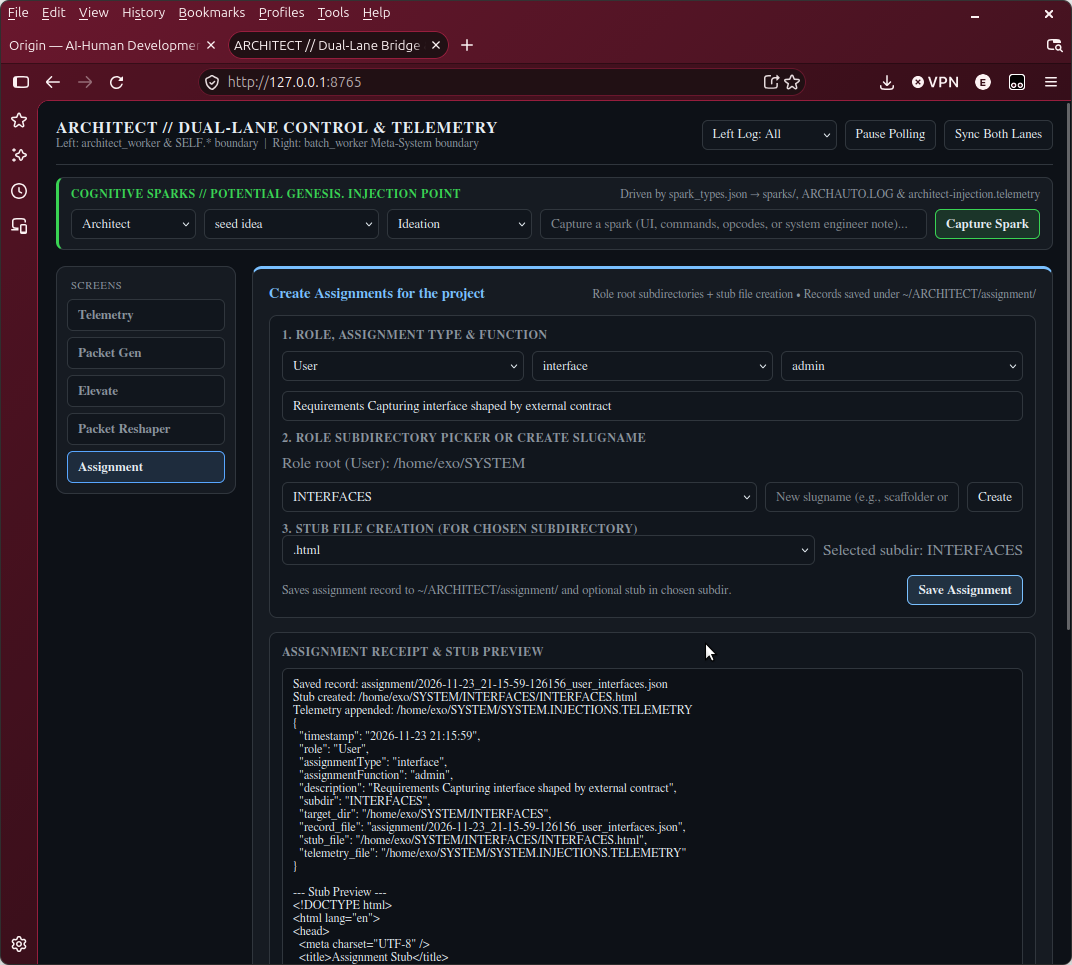 File Edit View History Bookmarks Profiles Tools Help
Origin — AI-Human Developmen
ARCHITECT // Dual-Lane Bridge
http://127.0.0.1:8765
VPN
E
ARCHITECT // DUAL-LANE CONTROL & TELEMETRY
Left: architect_worker & SELF.* boundary | Right: batch_worker Meta-System boundary
Left Log: All
Pause Polling
Sync Both Lanes
COGNITIVE SPARKS // POTENTIAL GENESIS. INJECTION POINT
Driven by spark_types.json → sparks/, ARCHAUTO.LOG & architect-injection.telemetry
Architect
seed idea
Ideation
Capture a spark (UI, commands, opcodes, or system engineer note)...
Capture Spark
SCREENS
Telemetry
Packet Gen
Elevate
Packet Reshaper
Assignment
Create Assignments for the project
Role root subdirectories + stub file creation • Records saved under ~/ARCHITECT/assignment/
1. ROLE, ASSIGNMENT TYPE & FUNCTION
User
interface
admin
Requirements Capturing interface shaped by external contract
2. ROLE SUBDIRECTORY PICKER OR CREATE SLUGNAME
Role root (User): /home/exo/SYSTEM
INTERFACES
New slugname (e.g., scaffolder or
Create
3. STUB FILE CREATION (FOR CHOSEN SUBDIRECTORY)
.html
Selected subdir: INTERFACES
Saves assignment record to ~/ARCHITECT/assignment/ and optional stub in chosen subdir.
Save Assignment
ASSIGNMENT RECEIPT & STUB PREVIEW
Saved record: assignment/2026-11-23_21-15-59-126156_user_interfaces.json
Stub created: /home/exo/SYSTEM/INTERFACES/INTERFACES.html
Telemetry appended: /home/exo/SYSTEM/SYSTEM.INJECTIONS.TELEMETRY
{
"timestamp": "2026-11-23 21:15:59",
"role": "User",
"assignmentType": "interface",
"assignmentFunction": "admin",
"description": "Requirements Capturing interface shaped by external contract",
"subdir": "INTERFACES",
"target_dir": "/home/exo/SYSTEM/INTERFACES",
"record_file": "assignment/2026-11-23_21-15-59-126156_user_interfaces.json",
"stub_file": "/home/exo/SYSTEM/INTERFACES/INTERFACES.html",
"telemetry_file": "/home/exo/SYSTEM/SYSTEM.INJECTIONS.TELEMETRY"
}
--- Stub Preview ---
<!DOCTYPE html>
<html lang="en">
<head>
<meta charset="UTF-8" />
<title>Assignment Stub</title>